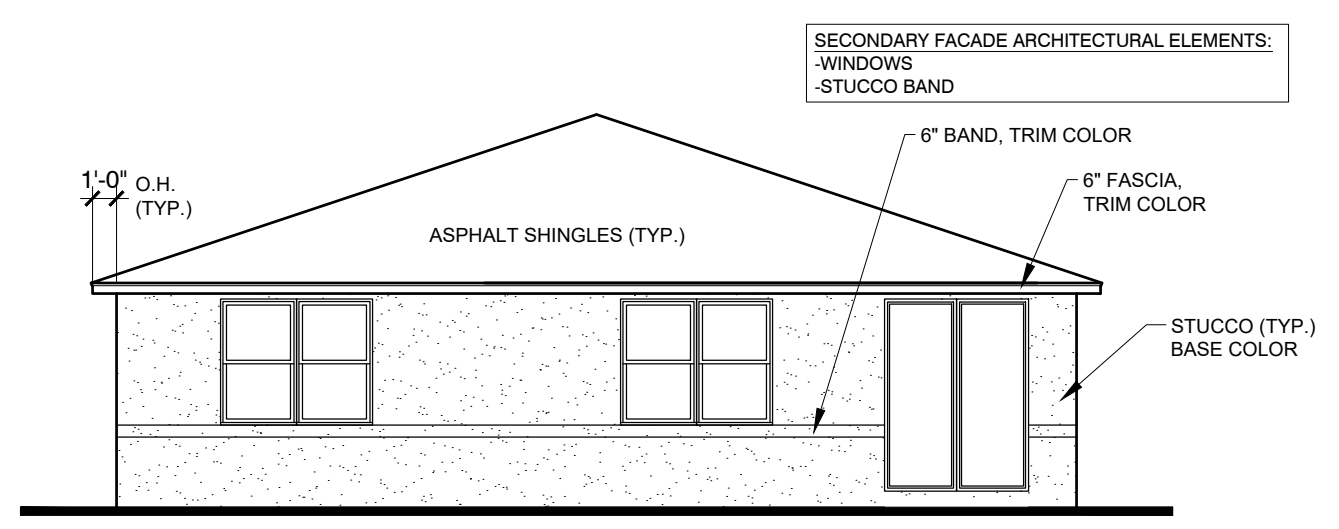 SECONDARY FACADE ARCHITECTURAL ELEMENTS:
-WINDOWS
-STUCCO BAND
6" BAND, TRIM COLOR
1'-0" O.H.
(TYP.)
6" FASCIA,
TRIM COLOR
ASPHALT SHINGLES (TYP.)
STUCCO (TYP.)
BASE COLOR